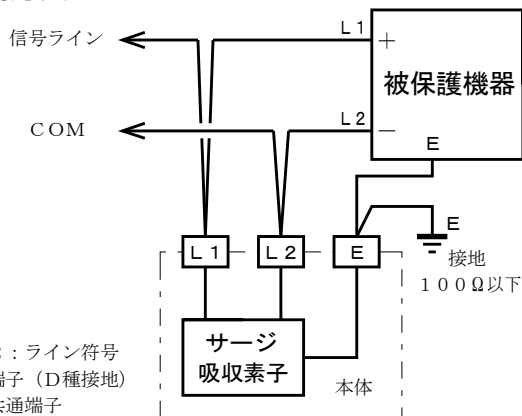 信号ライン
L1
+
被保護機器
COM
L2
−
E
L1
L2
E
E
接地
100Ω以下
サージ
吸収素子
本体
：ライン符号
端子（D種接地）
共通端子